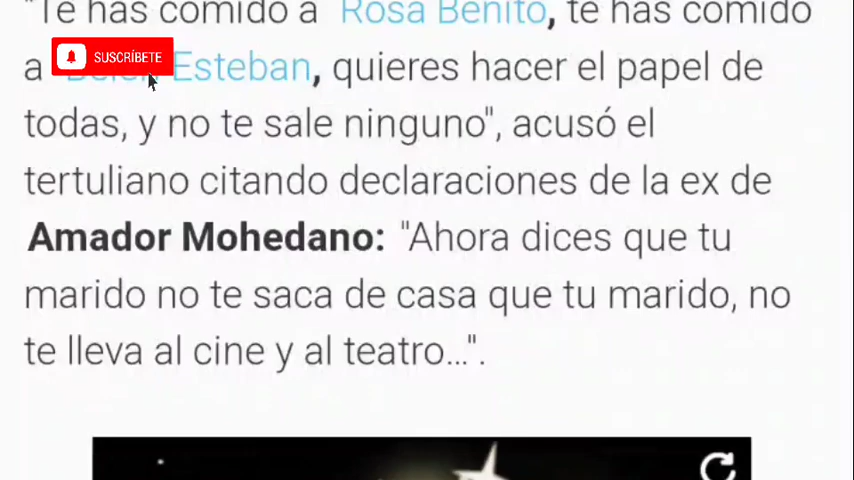 "Te has comido a Rosa Benito, te has comido
SUSCRÍBETE
a Esteban, quieres hacer el papel de
todas, y no te sale ninguno", acusó el
tertuliano citando declaraciones de la ex de
Amador Mohedano: "Ahora dices que tu
marido no te saca de casa que tu marido, no
te lleva al cine y al teatro...".